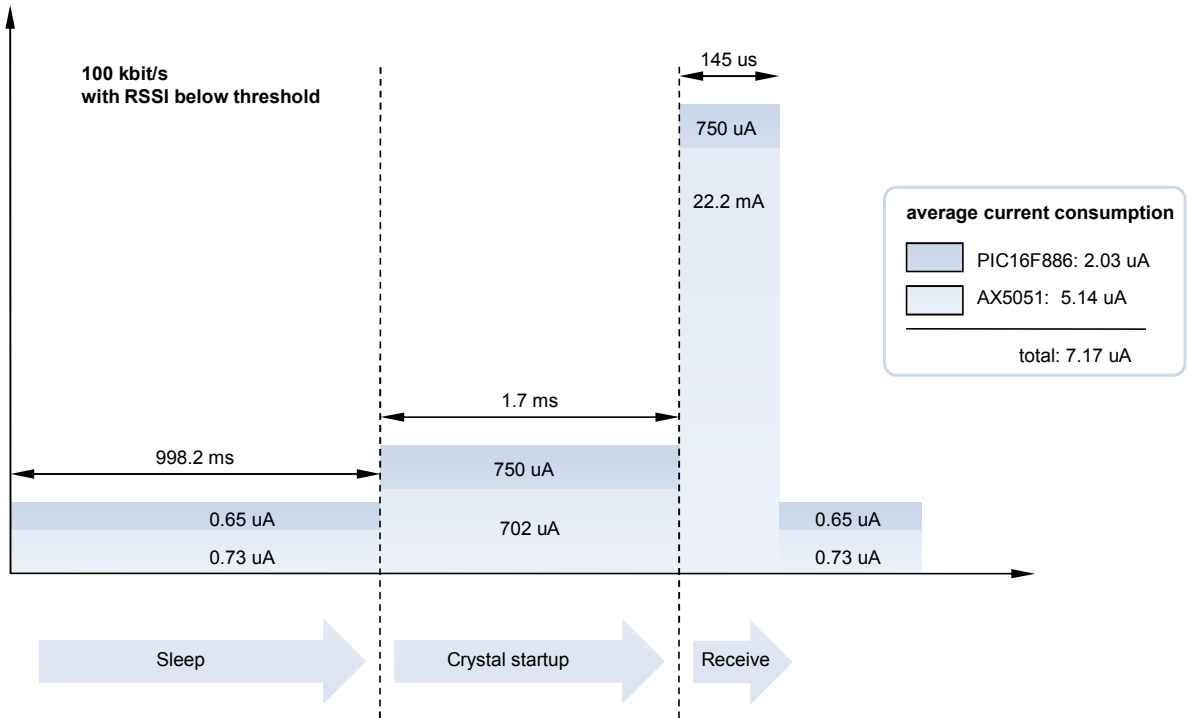 100 kbit/s
with RSSI below threshold
145 us
750 uA
22.2 mA
average current consumption
PIC16F886: 2.03 uA
AX5051: 5.14 uA
total: 7.17 uA
1.7 ms
998.2 ms
750 uA
702 uA
0.65 uA
0.73 uA
0.65 uA
0.73 uA
Sleep
Crystal startup
Receive